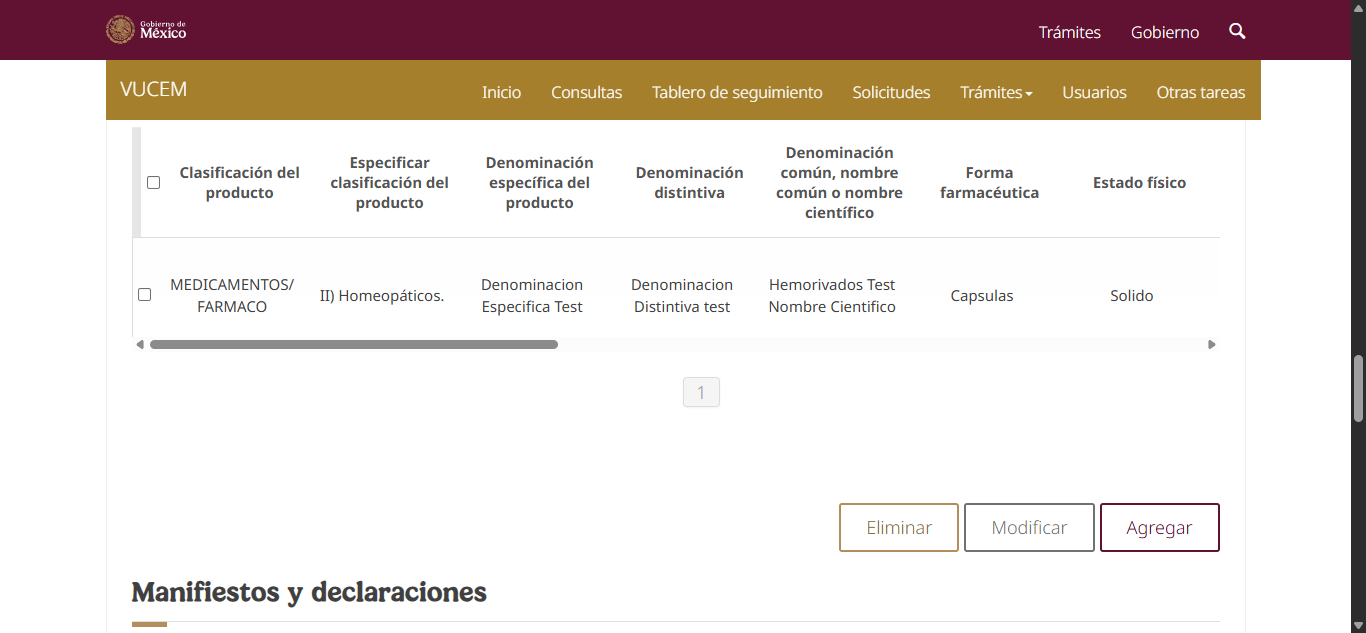 Gobierno de
México
Trámites
Gobierno
VUCEM
Inicio
Consultas
Tablero de seguimiento
Solicitudes
Trámites
Usuarios
Otras tareas
Clasificación del
producto
Especificar
clasificación del
producto
Denominación
específica del
producto
Denominación
distintiva
Denominación
común, nombre
común o nombre
científico
Forma
farmacéutica
Estado físico
MEDICAMENTOS/
FARMACO
II) Homeopáticos.
Denominacion
Especifica Test
Denominacion
Distintiva test
Hemorivados Test
Nombre Cientifico
Capsulas
Solido
1
Eliminar
Modificar
Agregar
Manifiestos y declaraciones